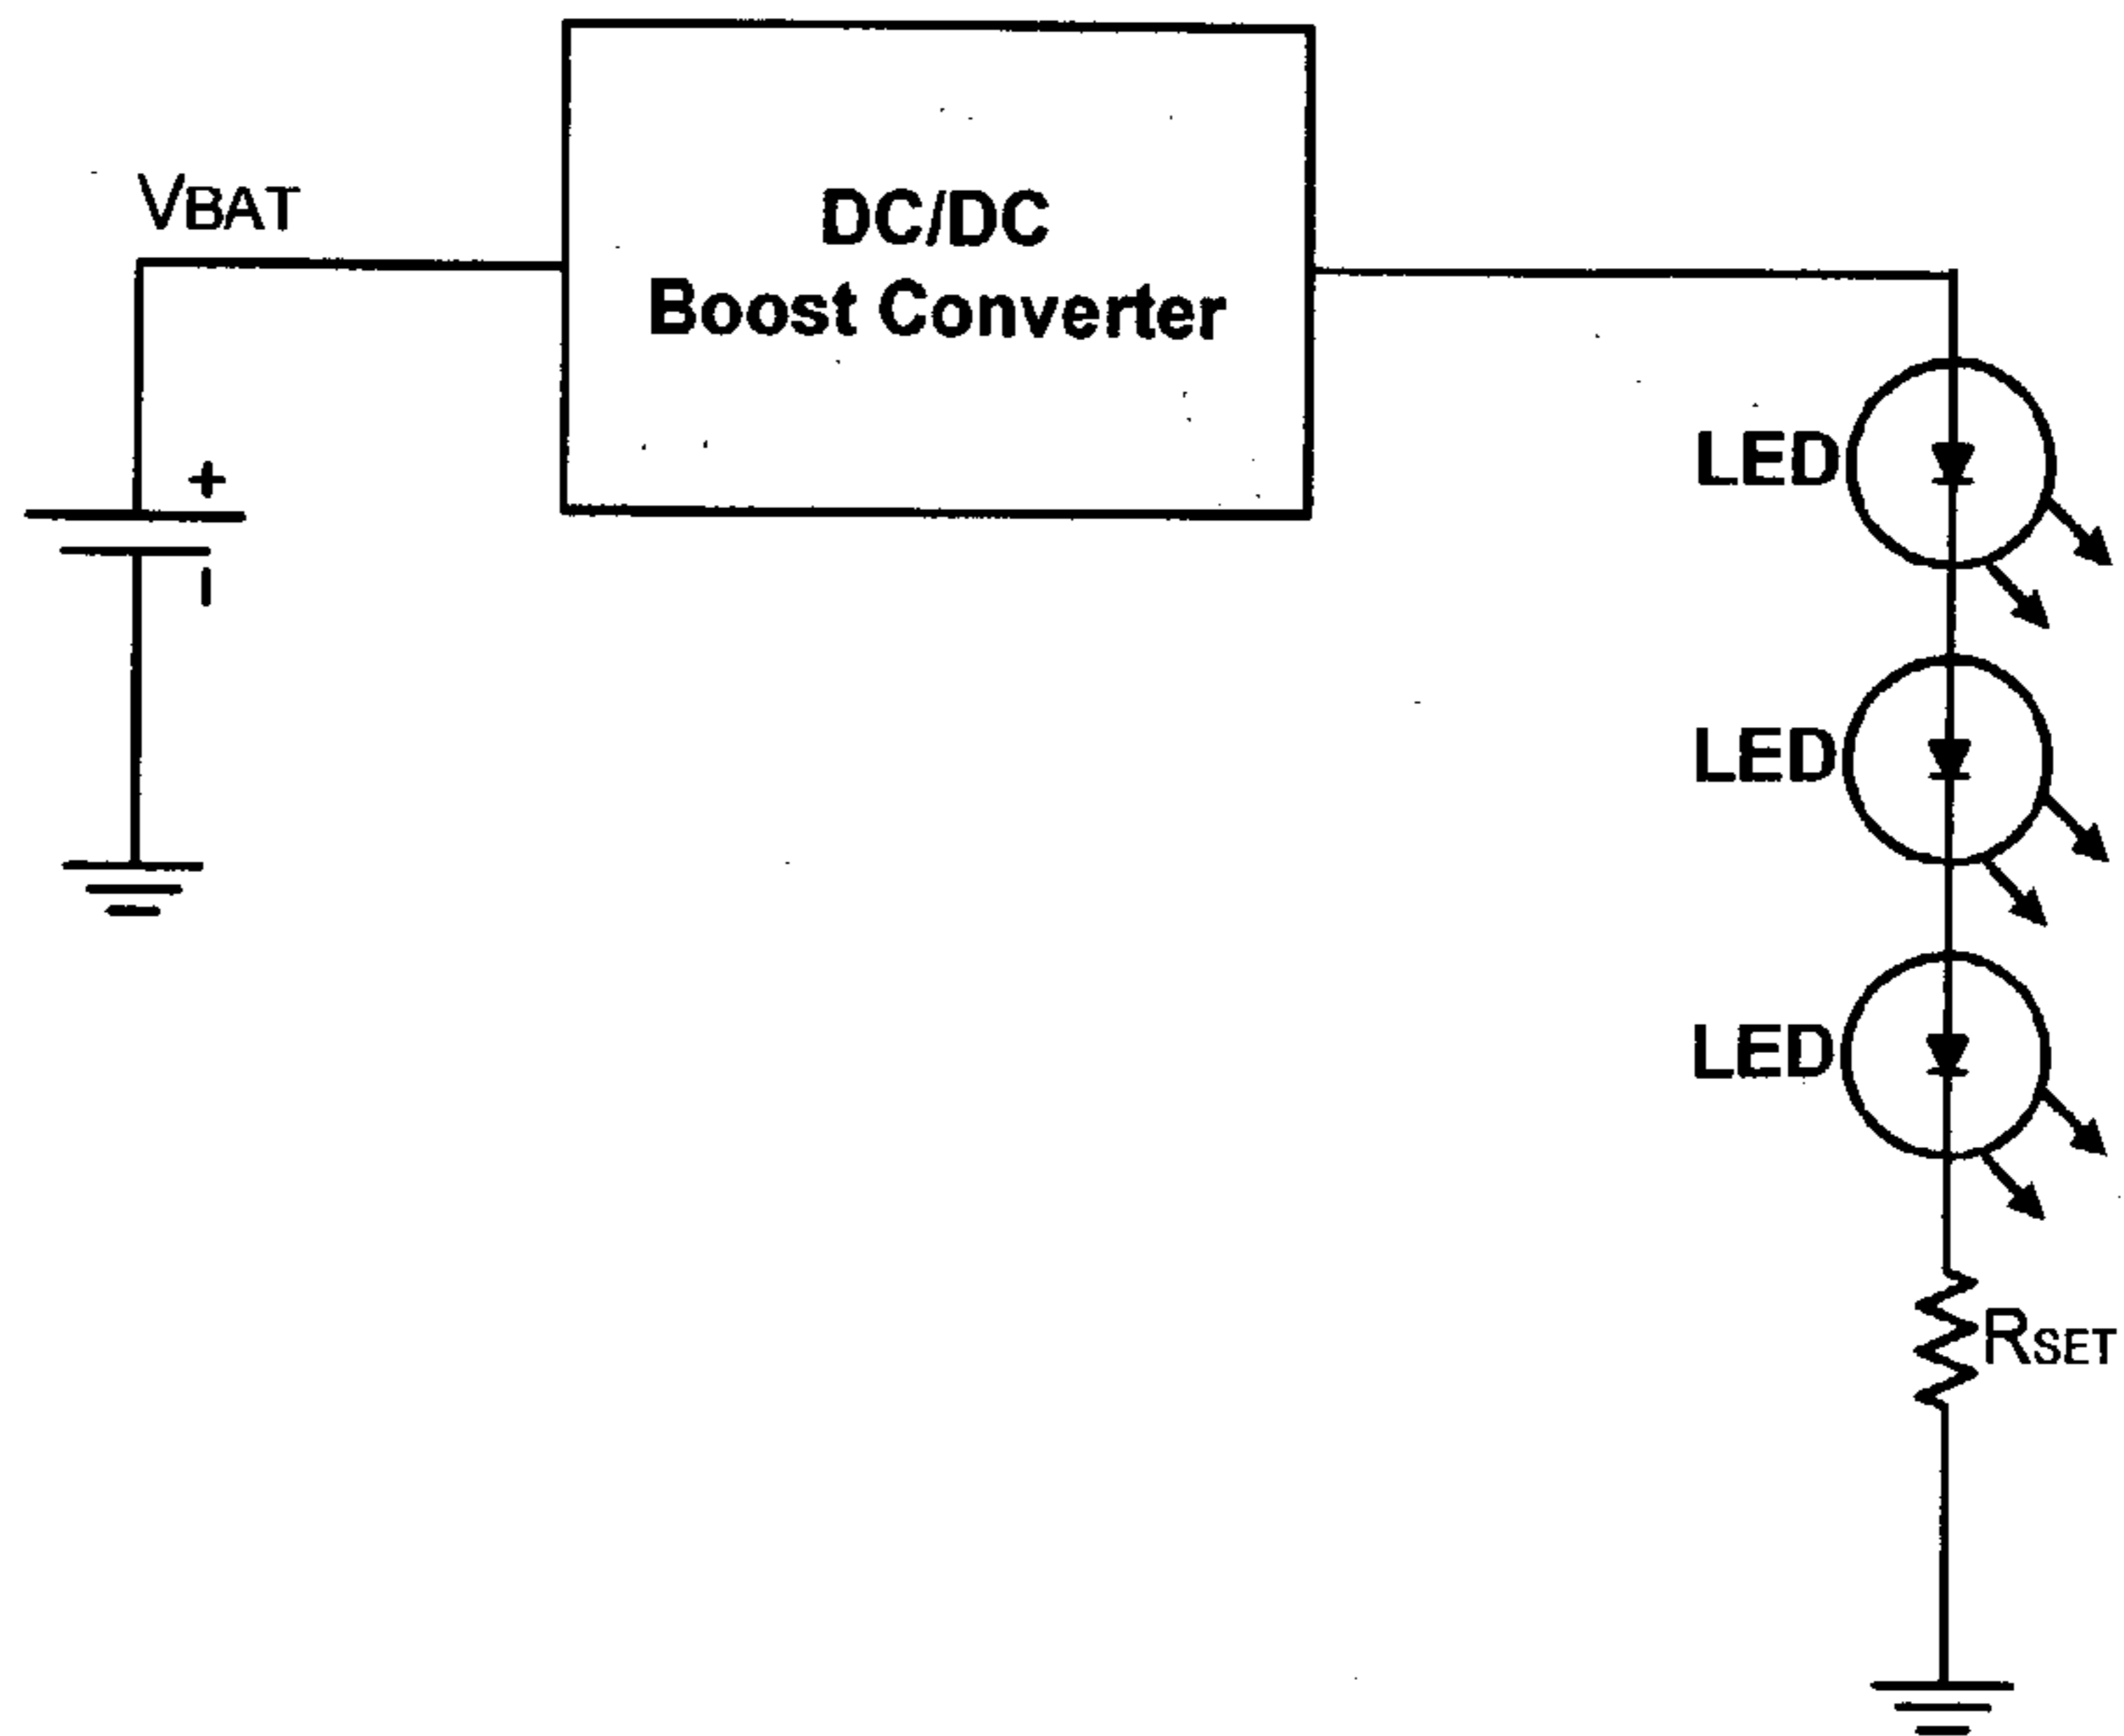 VBAT
+
–
DC/DC
Boost Converter
LED
LED
LED
RSET